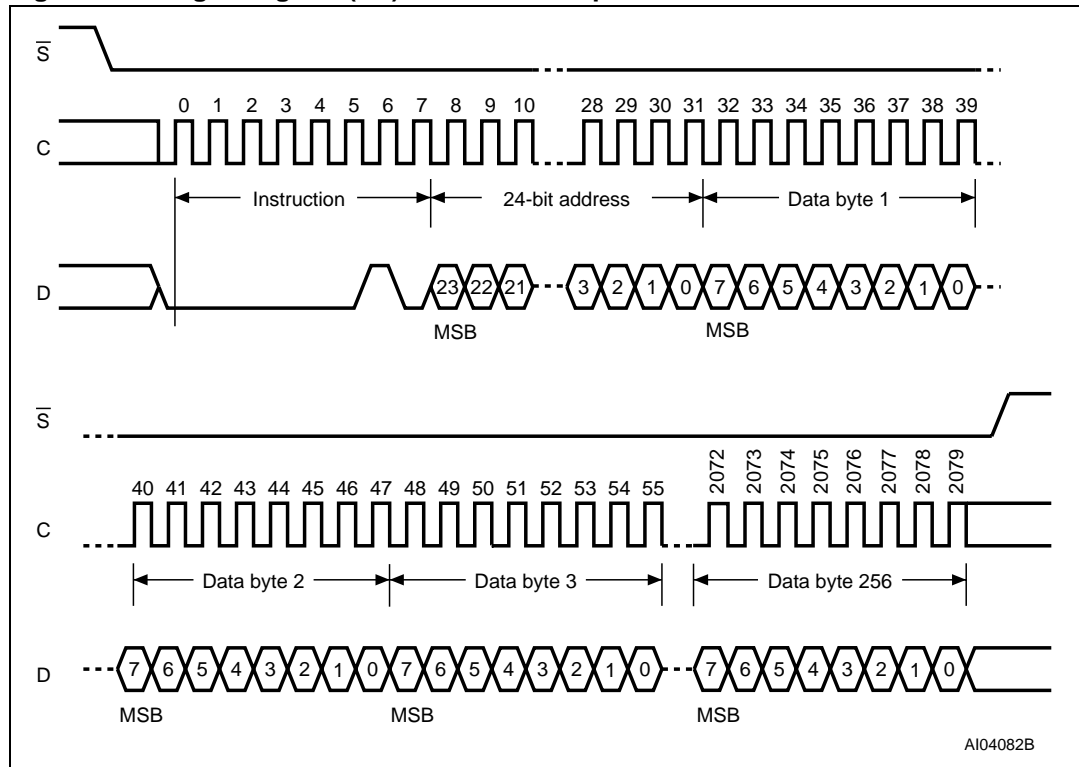 S
0 1 2 3 4 5 6 7 8 9 10 28 29 30 31 32 33 34 35 36 37 38 39
C
Instruction 24-bit address Data byte 1
D 23 22 21 3 2 1 0 7 6 5 4 3 2 1 0
MSB MSB
S
40 41 42 43 44 45 46 47 48 49 50 51 52 53 54 55 2072 2073 2074 2075 2076 2077 2078 2079
C
Data byte 2 Data byte 3 Data byte 256
D 7 6 5 4 3 2 1 0 7 6 5 4 3 2 1 0 7 6 5 4 3 2 1 0
MSB MSB MSB
AI04082B